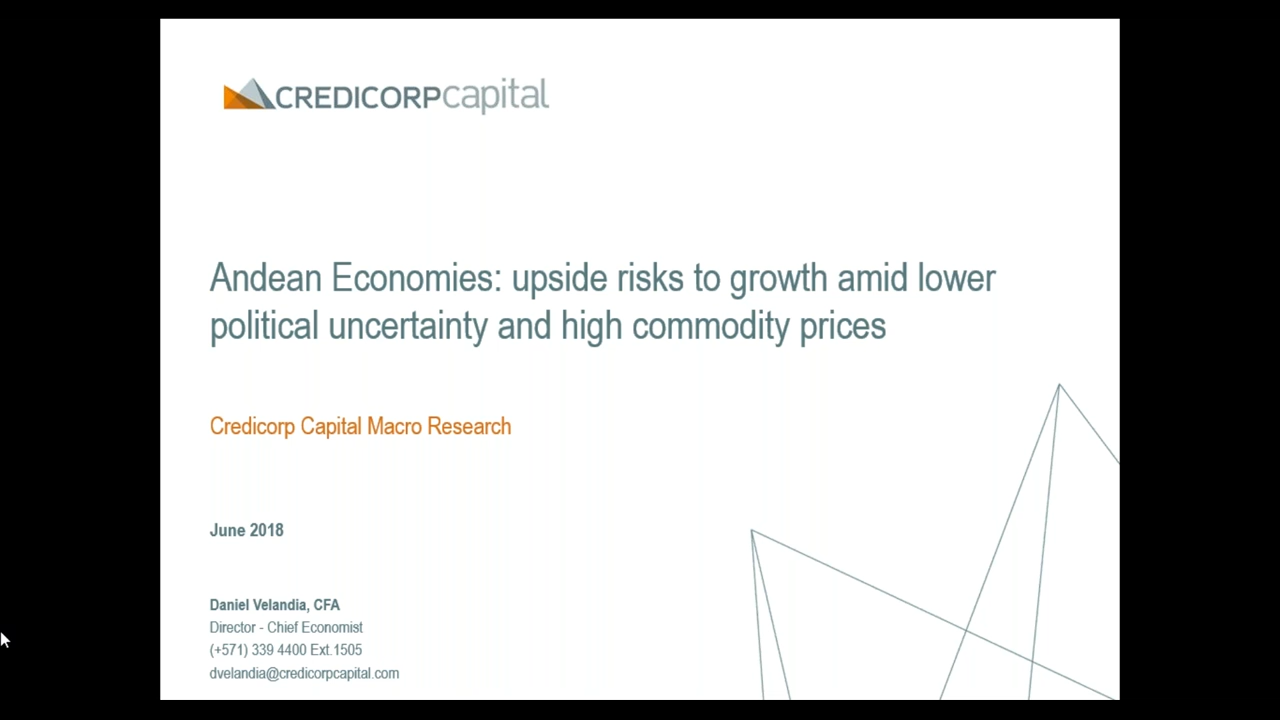 CREDICORPcapital
Andean Economies: upside risks to growth amid lower
political uncertainty and high commodity prices
Credicorp Capital Macro Research
June 2018
Daniel Velandia, CFA
Director - Chief Economist
(+571) 339 4400 Ext.1505
dvelandia@credicorpcapital.com